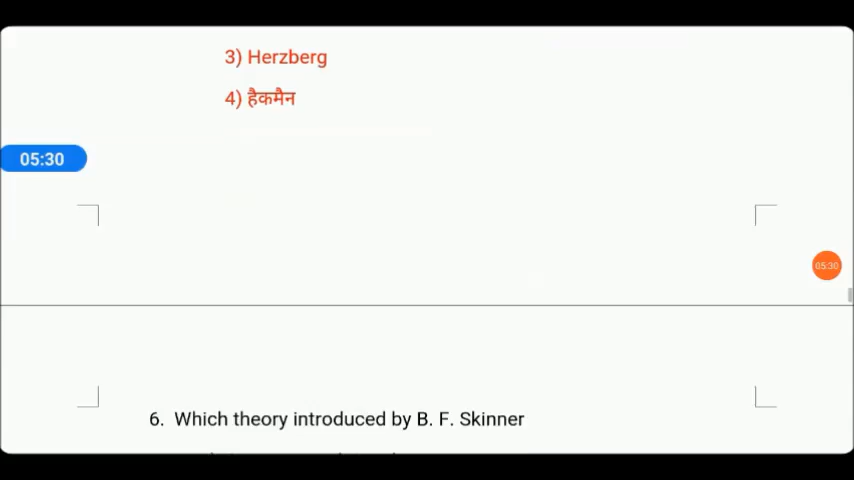 3) Herzberg
4) हैकमैन
05:30
05:30
6. Which theory introduced by B. F. Skinner